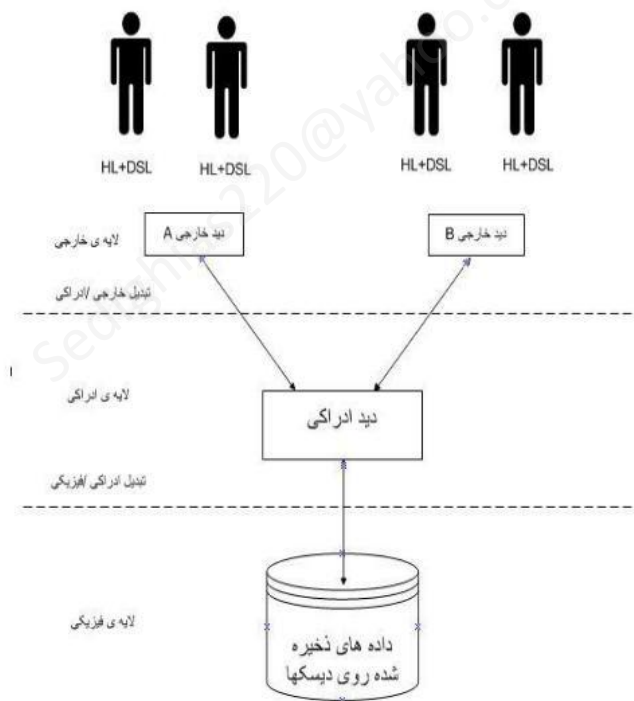 HL+DSL HL+DSL HL+DSL HL+DSL
دید خارجی A
دید خارجی B
لایه ی خارجی
تبدیل خارجی /ادراکی
لایه ی ادراکی
دید ادراکی
تبدیل ادراکی /فیزیکی
لایه ی فیزیکی
داده های ذخیره
شده روی دیسکها